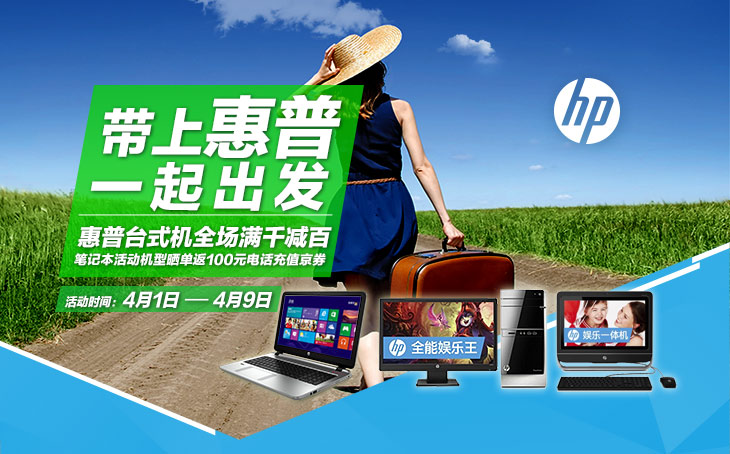 带上惠普
一起出发
惠普台式机全场满千减百
笔记本活动机型晒单返100元电话充值京券
活动时间：4月1日 — 4月9日
hp
hp 全能娱乐王
hp 娱乐一体机